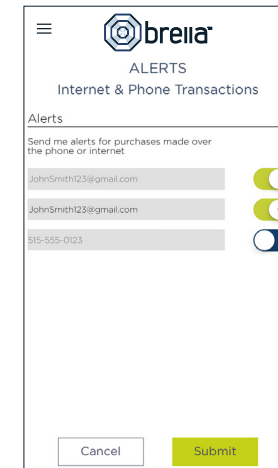 brella
ALERTS
Internet & Phone Transactions
Alerts
Send me alerts for purchases made over
the phone or internet
JohnSmith123@gmail.com
JohnSmith123@gmail.com
515-555-0123
Cancel
Submit